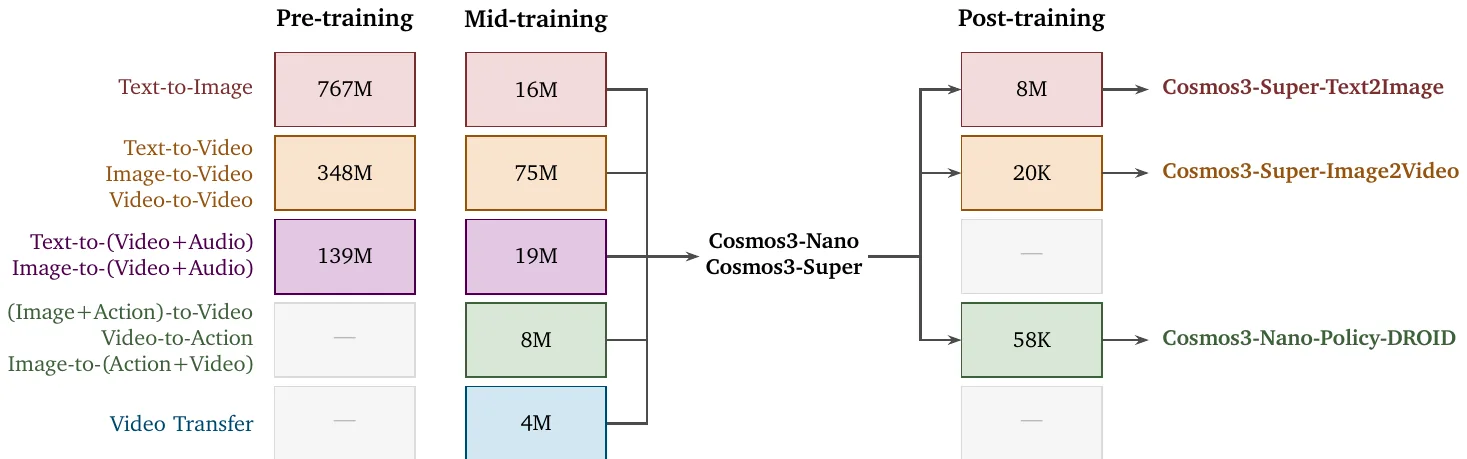 Pre-training Mid-training Post-training
Text-to-Image 767M 16M 8M Cosmos3-Super-Text2Image
Text-to-Video
Image-to-Video 348M 75M 20K Cosmos3-Super-Image2Video
Video-to-Video
Text-to-(Video+Audio)
Image-to-(Video+Audio) 139M 19M —
Cosmos3-Nano
Cosmos3-Super
(Image+Action)-to-Video
Video-to-Action — 8M 58K Cosmos3-Nano-Policy-DROID
Image-to-(Action+Video)
Video Transfer — 4M —